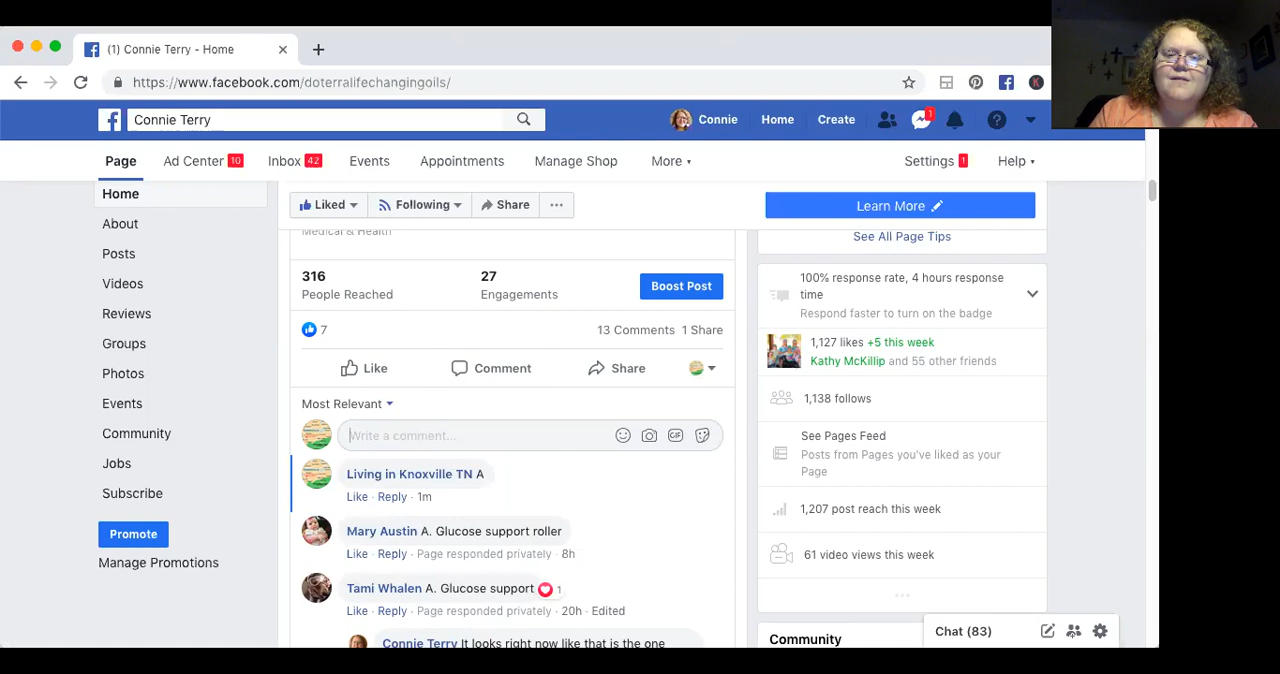 (1) Connie Terry - Home
https://www.facebook.com/doterralifechangingoils/
Connie Terry
Connie
Home
Create
1
Page
Ad Center 10
Inbox 42
Events
Appointments
Manage Shop
More
Settings 1
Help
Home
About
Posts
Videos
Reviews
Groups
Photos
Events
Community
Jobs
Subscribe
Promote
Manage Promotions
Liked
Following
Share
Learn More
Medical & Health
316
People Reached
27
Engagements
Boost Post
7
13 Comments 1 Share
Like
Comment
Share
Most Relevant
Write a comment...
GIF
Living in Knoxville TN A
Like · Reply · 1m
Mary Austin A. Glucose support roller
Like · Reply · Page responded privately · 8h
Tami Whalen A. Glucose support
1
Like · Reply · Page responded privately · 20h · Edited
Connie Terry It looks right now like that is the one
See All Page Tips
100% response rate, 4 hours response
time
Respond faster to turn on the badge
1,127 likes +5 this week
Kathy McKillip and 55 other friends
1,138 follows
See Pages Feed
Posts from Pages you've liked as your
Page
1,207 post reach this week
61 video views this week
Community
Chat (83)